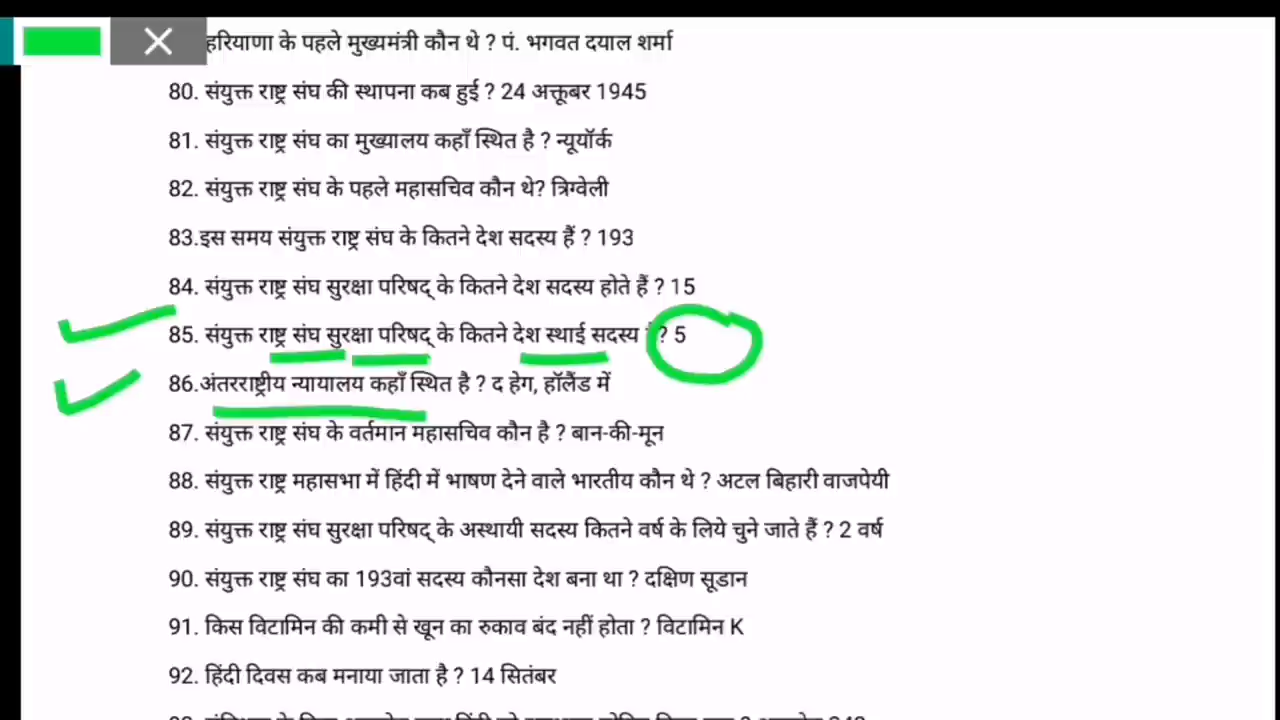 हरियाणा के पहले मुख्यमंत्री कौन थे ? पं. भगवत दयाल शर्मा
80. संयुक्त राष्ट्र संघ की स्थापना कब हुई ? 24 अक्तूबर 1945
81. संयुक्त राष्ट्र संघ का मुख्यालय कहाँ स्थित है ? न्यूयॉर्क
82. संयुक्त राष्ट्र संघ के पहले महासचिव कौन थे? त्रिग्वेली
83.इस समय संयुक्त राष्ट्र संघ के कितने देश सदस्य हैं ? 193
84. संयुक्त राष्ट्र संघ सुरक्षा परिषद् के कितने देश सदस्य होते हैं ? 15
85. संयुक्त राष्ट्र संघ सुरक्षा परिषद् के कितने देश स्थाई सदस्य ? 5
86.अंतरराष्ट्रीय न्यायालय कहाँ स्थित है ? द हेग, हॉलैंड में
87. संयुक्त राष्ट्र संघ के वर्तमान महासचिव कौन है ? बान-की-मून
88. संयुक्त राष्ट्र महासभा में हिंदी में भाषण देने वाले भारतीय कौन थे ? अटल बिहारी वाजपेयी
89. संयुक्त राष्ट्र संघ सुरक्षा परिषद् के अस्थायी सदस्य कितने वर्ष के लिये चुने जाते हैं ? 2 वर्ष
90. संयुक्त राष्ट्र संघ का 193वां सदस्य कौनसा देश बना था ? दक्षिण सूडान
91. किस विटामिन की कमी से खून का रुकाव बंद नहीं होता ? विटामिन K
92. हिंदी दिवस कब मनाया जाता है ? 14 सितंबर